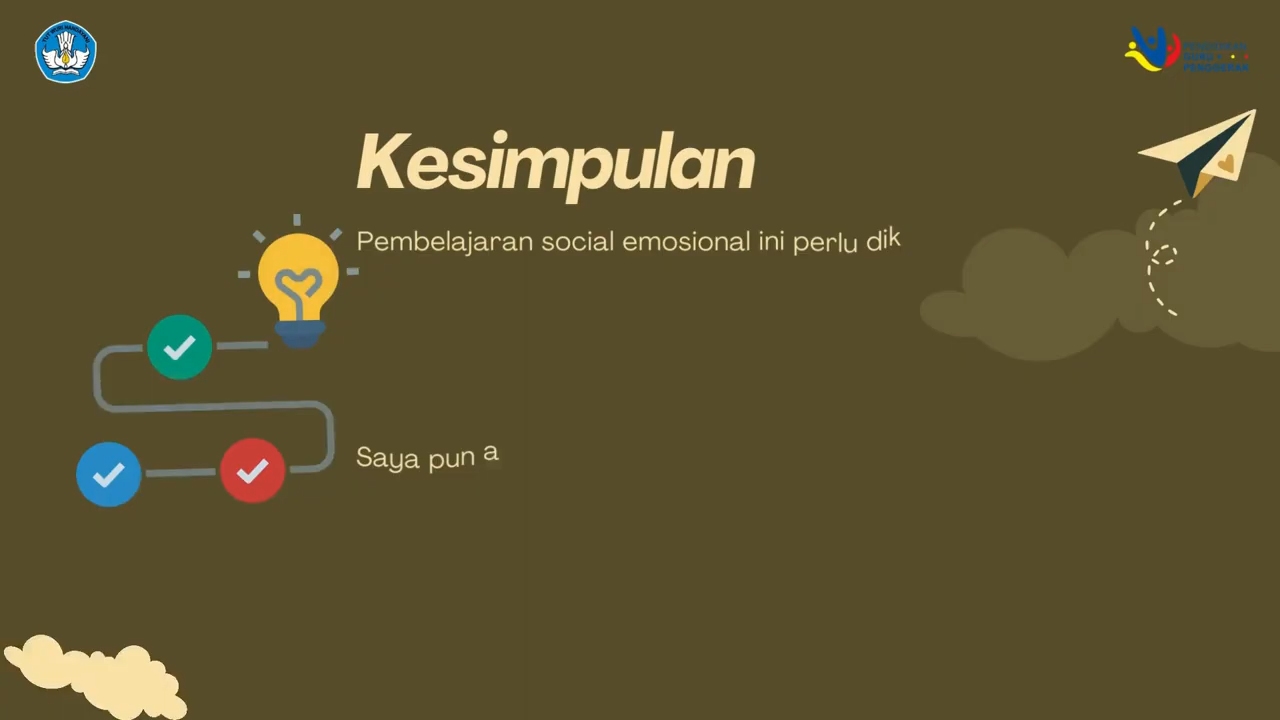 Kesimpulan
Pembelajaran social emosional ini perlu dik
Saya pun a